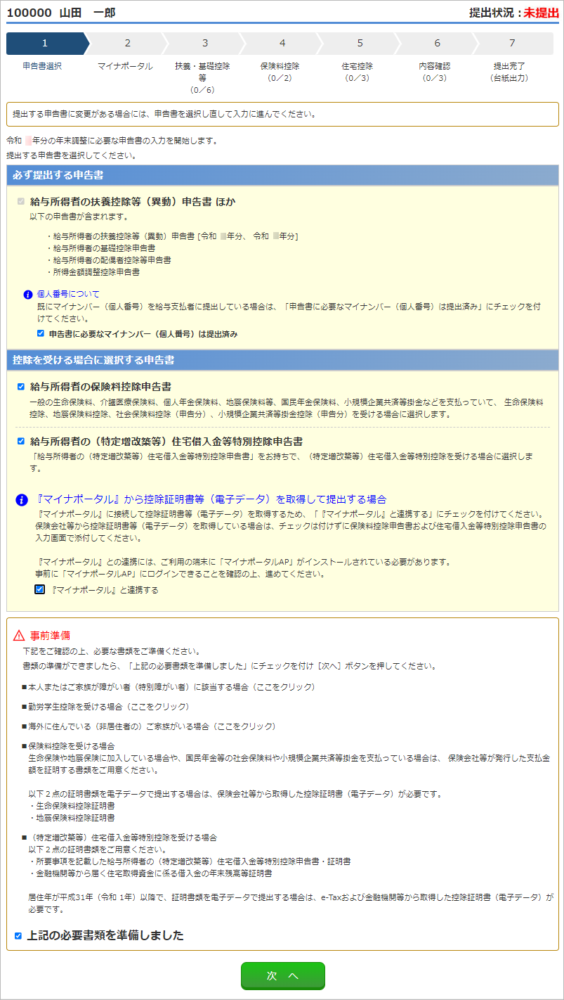 100000 山田　一郎
提出状況：未提出
1 2 3 4 5 6 7
申告書選択 マイナポータル 扶養・基礎控除 保険料控除 住宅控除 内容確認 提出完了
等 （0／2） （0／3） （0／3） （台紙出力）
（0／6）
提出する申告書に変更がある場合には、申告書を選択し直して入力に進んでください。
令和 年分の年末調整に必要な申告書の入力を開始します。
提出する申告書を選択してください。
必ず提出する申告書
給与所得者の扶養控除等（異動）申告書 ほか
以下の申告書が含まれます。
・給与所得者の扶養控除等（異動）申告書 [令和 年分、 令和 年分]
・給与所得者の基礎控除申告書
・給与所得者の配偶者控除等申告書
・所得金額調整控除申告書
i 個人番号について
既にマイナンバー（個人番号）を給与支払者に提出している場合は、「申告書に必要なマイナンバー（個人番号）は提出済み」にチェックを付
けてください。
申告書に必要なマイナンバー（個人番号）は提出済み
控除を受ける場合に選択する申告書
給与所得者の保険料控除申告書
一般の生命保険料、介護医療保険料、個人年金保険料、地震保険料等、国民年金保険料、小規模企業共済等掛金などを支払っていて、 生命保険料
控除、地震保険料控除、社会保険料控除（申告分）、小規模企業共済等掛金控除（申告分）を受ける場合に選択します。
給与所得者の（特定増改築等）住宅借入金等特別控除申告書
「給与所得者の（特定増改築等）住宅借入金等特別控除申告書」をお持ちで、（特定増改築等）住宅借入金等特別控除を受ける場合に選択しま
す。
i 『マイナポータル』から控除証明書等（電子データ）を取得して提出する場合
『マイナポータル』に接続して控除証明書等（電子データ）を取得するため、「『マイナポータル』と連携する」にチェックを付けてください。
保険会社等から控除証明書等（電子データ）を取得している場合は、チェックは付けずに保険料控除申告書および住宅借入金等特別控除申告書の
入力画面で添付してください。
『マイナポータル』との連携には、ご利用の端末に「マイナポータルAP」がインストールされている必要があります。
事前に「マイナポータルAP」にログインできることを確認の上、進めてください。
『マイナポータル』と連携する
事前準備
下記をご確認の上、必要な書類をご準備ください。
書類の準備ができましたら、「上記の必要書類を準備しました」にチェックを付け［次へ］ボタンを押してください。
■本人またはご家族が障がい者（特別障がい者）に該当する場合（ここをクリック）
■勤労学生控除を受ける場合（ここをクリック）
■海外に住んでいる（非居住者の）ご家族がいる場合（ここをクリック）
■保険料控除を受ける場合
生命保険や地震保険に加入している場合や、国民年金等の社会保険料や小規模企業共済等掛金を支払っている場合は、 保険会社等が発行した支払金
額を証明する書類をご用意ください。
以下２点の証明書類を電子データで提出する場合は、保険会社等から取得した控除証明書（電子データ）が必要です。
・生命保険料控除証明書
・地震保険料控除証明書
■（特定増改築等）住宅借入金等特別控除を受ける場合
以下２点の証明書類をご用意ください。
・所要事項を記載した給与所得者の（特定増改築等）住宅借入金等特別控除申告書・証明書
・金融機関等から届く住宅取得資金に係る借入金の年末残高等証明書
居住年が平成31年（令和 1年）以降で、証明書類を電子データで提出する場合は、e-Taxおよび金融機関等から取得した控除証明書（電子データ）が
必要です。
上記の必要書類を準備しました
次　へ